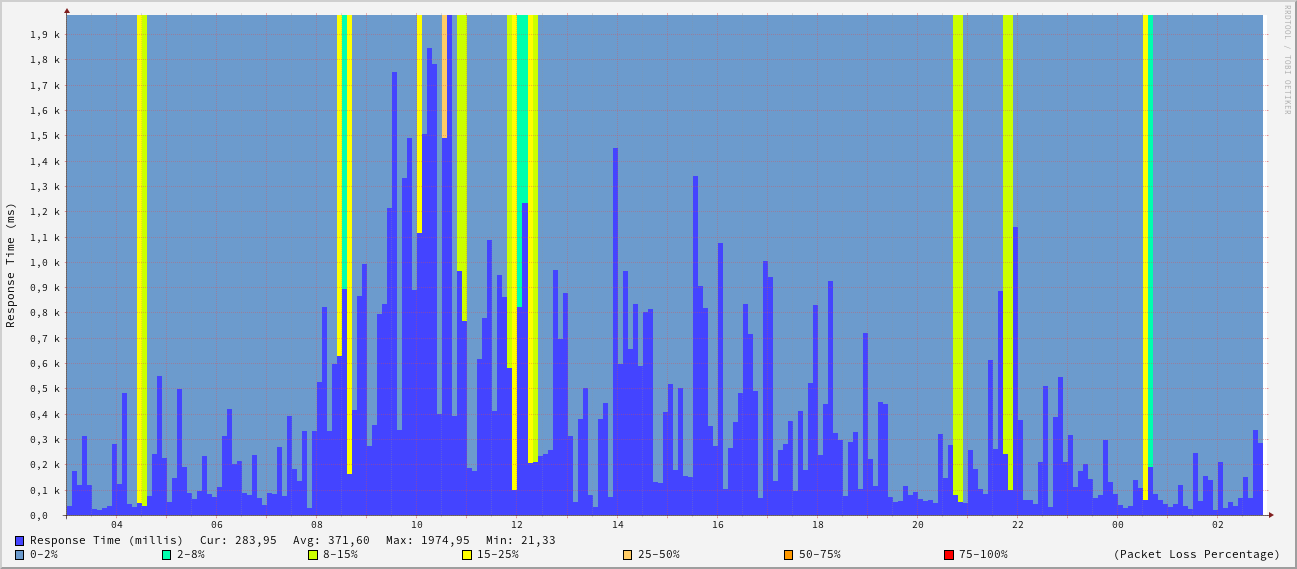 RRDTOOL / TOBI OETIKER
Response Time (ms)
1,9 k
1,8 k
1,7 k
1,6 k
1,5 k
1,4 k
1,3 k
1,2 k
1,1 k
1,0 k
0,9 k
0,8 k
0,7 k
0,6 k
0,5 k
0,4 k
0,3 k
0,2 k
0,1 k
0,0
04 06 08 10 12 14 16 18 20 22 00 02
Response Time (millis) Cur: 283,95 Avg: 371,60 Max: 1974,95 Min: 21,33
0-2% 2-8% 8-15% 15-25% 25-50% 50-75% 75-100% (Packet Loss Percentage)